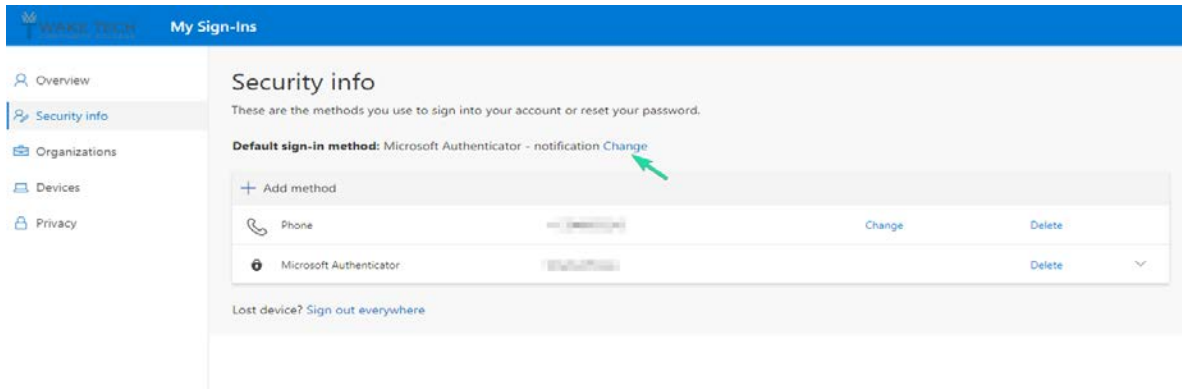 WAKE TECH
My Sign-Ins
Overview
Security info
Organizations
Devices
Privacy
Security info
These are the methods you use to sign into your account or reset your password.
Default sign-in method: Microsoft Authenticator - notification Change
+ Add method
Phone Change Delete
Microsoft Authenticator Delete
Lost device? Sign out everywhere